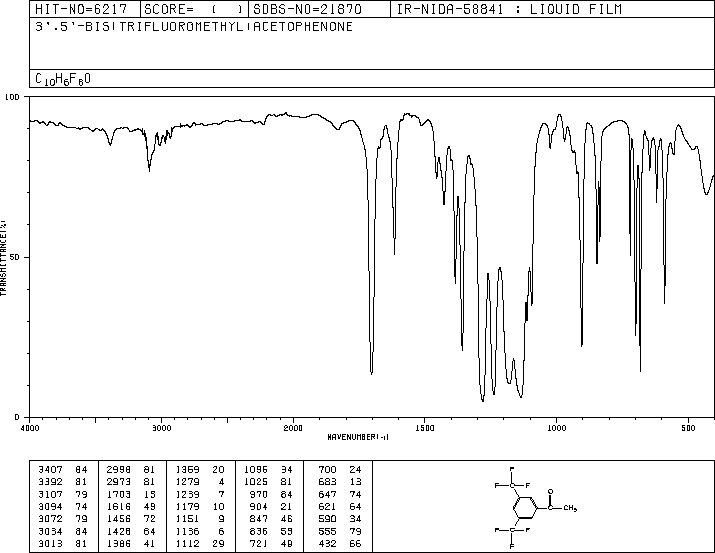 HIT-NO=6217 SCORE= ( ) SDBS-NO=21870 IR-NIDA-58841 : LIQUID FILM
3',5'-BIS(TRIFLUOROMETHYL)ACETOPHENONE
C10H6F6O
100
50
0
TRANSMITTANCE(%)
4000 3000 2000 1500 1000 500
WAVENUMBER(-1)
3407 84 2998 81 1369 20 1096 34 700 24
3392 81 2973 81 1279 4 1025 81 683 13
3107 79 1703 15 1239 7 970 84 647 74
3094 74 1616 49 1179 10 904 21 621 64
3072 79 1456 72 1151 9 847 46 590 34
3034 84 1428 64 1136 6 836 53 555 79
3013 81 1386 41 1112 29 721 49 432 66
F
F C F
O
C CH3
F C F
F